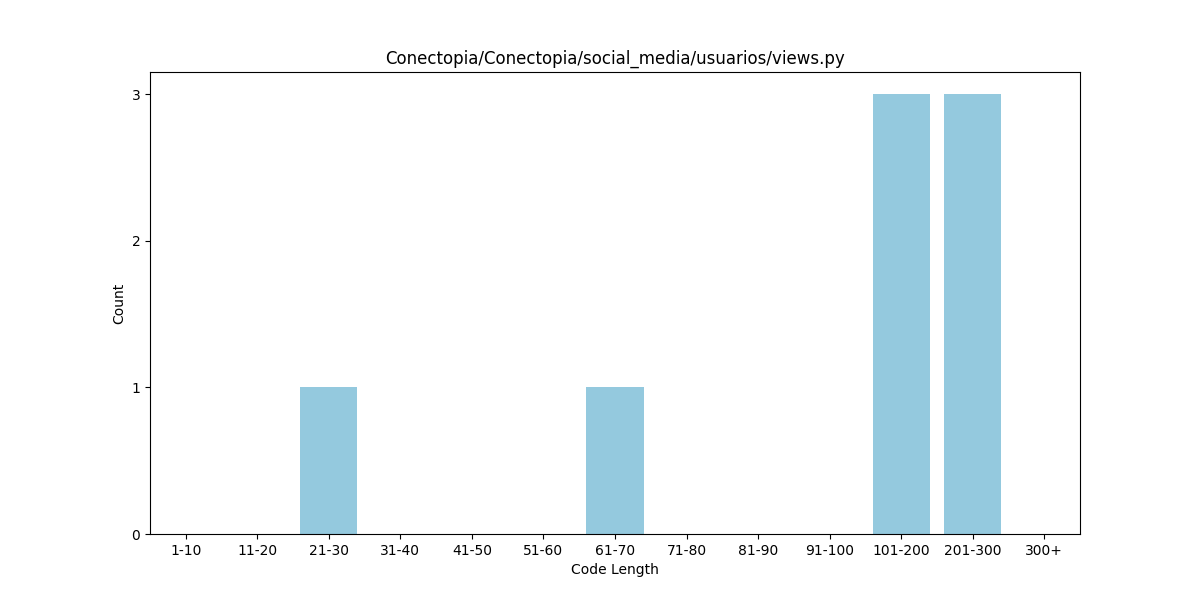 Conectopia/Conectopia/social_media/usuarios/views.py
Count
3
2
1
0
1-10 11-20 21-30 31-40 41-50 51-60 61-70 71-80 81-90 91-100 101-200 201-300 300+
Code Length